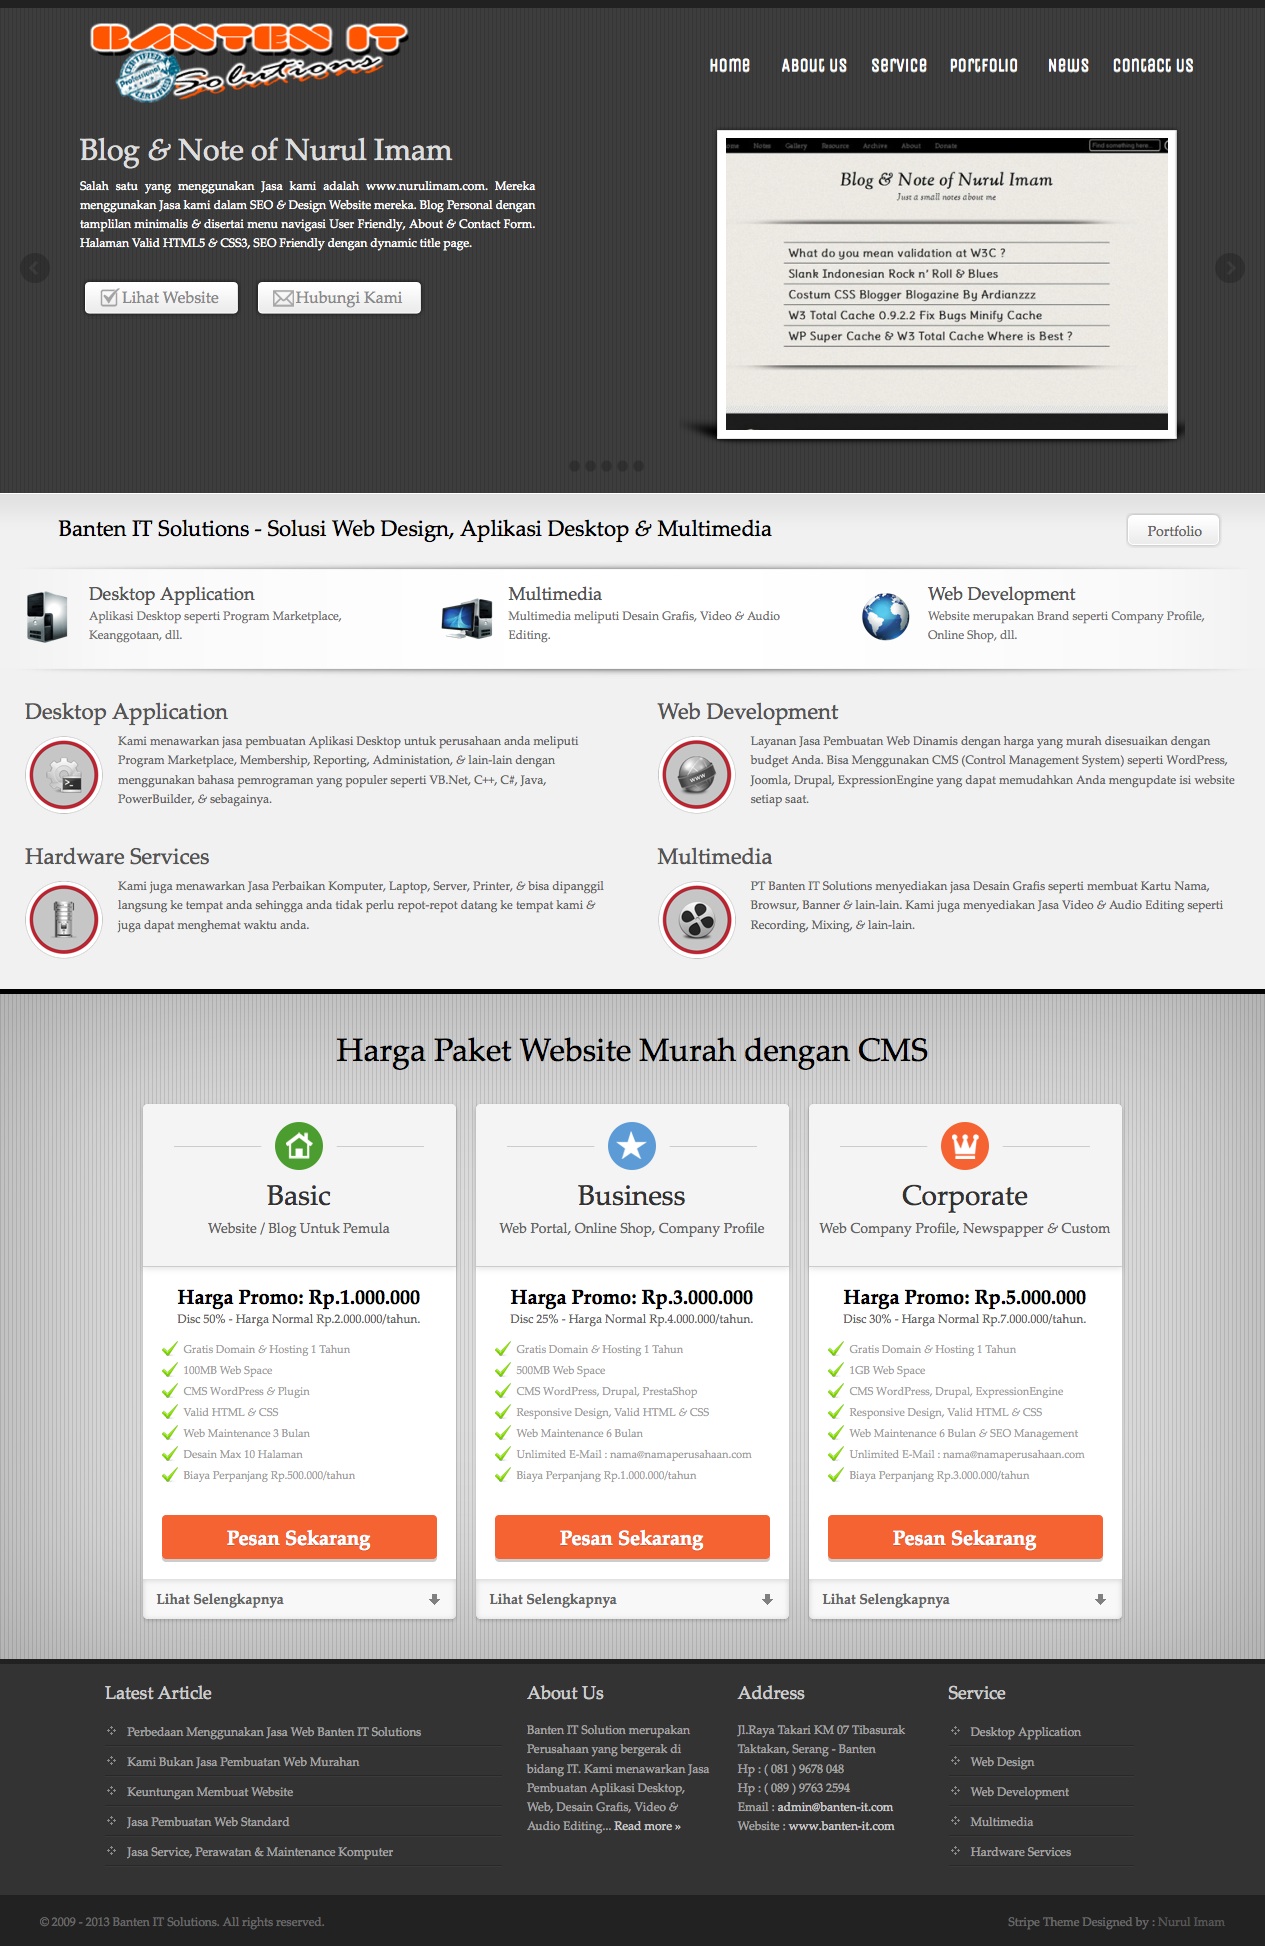 BANTEN IT
Solutions
Home About us Service Portfolio News Contact us
Blog & Note of Nurul Imam
Salah satu yang menggunakan Jasa kami adalah www.nurulimam.com. Mereka
menggunakan Jasa kami dalam SEO & Design Website mereka. Blog Personal dengan
tamplilan minimalis & disertai menu navigasi User Friendly, About & Contact Form.
Halaman Valid HTML5 & CSS3, SEO Friendly dengan dynamic title page.
Lihat Website Hubungi Kami
Notes Gallery Resource Archive About Donate Find something here...
Blog & Note of Nurul Imam
Just a small notes about me
What do you mean validation at W3C ?
Slank Indonesian Rock n' Roll & Blues
Costum CSS Blogger Blogazine By Ardianzzz
W3 Total Cache 0.9.2.2 Fix Bugs Minify Cache
WP Super Cache & W3 Total Cache Where is Best ?
Banten IT Solutions - Solusi Web Design, Aplikasi Desktop & Multimedia
Portfolio
Desktop Application
Aplikasi Desktop seperti Program Marketplace,
Keanggotaan, dll.
Multimedia
Multimedia meliputi Desain Grafis, Video & Audio
Editing.
Web Development
Website merupakan Brand seperti Company Profile,
Online Shop, dll.
Desktop Application
Kami menawarkan jasa pembuatan Aplikasi Desktop untuk perusahaan anda meliputi
Program Marketplace, Membership, Reporting, Administation, & lain-lain dengan
menggunakan bahasa pemrograman yang populer seperti VB.Net, C++, C#, Java,
PowerBuilder, & sebagainya.
Web Development
Layanan Jasa Pembuatan Web Dinamis dengan harga yang murah disesuaikan dengan
budget Anda. Bisa Menggunakan CMS (Control Management System) seperti WordPress,
Joomla, Drupal, ExpressionEngine yang dapat memudahkan Anda mengupdate isi website
setiap saat.
Hardware Services
Kami juga menawarkan Jasa Perbaikan Komputer, Laptop, Server, Printer, & bisa dipanggil
langsung ke tempat anda sehingga anda tidak perlu repot-repot datang ke tempat kami &
juga dapat menghemat waktu anda.
Multimedia
PT Banten IT Solutions menyediakan jasa Desain Grafis seperti membuat Kartu Nama,
Browsur, Banner & lain-lain. Kami juga menyediakan Jasa Video & Audio Editing seperti
Recording, Mixing, & lain-lain.
Harga Paket Website Murah dengan CMS
Basic
Website / Blog Untuk Pemula
Harga Promo: Rp.1.000.000
Disc 50% - Harga Normal Rp.2.000.000/tahun.
Gratis Domain & Hosting 1 Tahun
100MB Web Space
CMS WordPress & Plugin
Valid HTML & CSS
Web Maintenance 3 Bulan
Desain Max 10 Halaman
Biaya Perpanjang Rp.500.000/tahun
Pesan Sekarang
Lihat Selengkapnya
Business
Web Portal, Online Shop, Company Profile
Harga Promo: Rp.3.000.000
Disc 25% - Harga Normal Rp.4.000.000/tahun.
Gratis Domain & Hosting 1 Tahun
500MB Web Space
CMS WordPress, Drupal, PrestaShop
Responsive Design, Valid HTML & CSS
Web Maintenance 6 Bulan
Unlimited E-Mail : nama@namaperusahaan.com
Biaya Perpanjang Rp.1.000.000/tahun
Pesan Sekarang
Lihat Selengkapnya
Corporate
Web Company Profile, Newspapper & Custom
Harga Promo: Rp.5.000.000
Disc 30% - Harga Normal Rp.7.000.000/tahun.
Gratis Domain & Hosting 1 Tahun
1GB Web Space
CMS WordPress, Drupal, ExpressionEngine
Responsive Design, Valid HTML & CSS
Web Maintenance 6 Bulan & SEO Management
Unlimited E-Mail : nama@namaperusahaan.com
Biaya Perpanjang Rp.3.000.000/tahun
Pesan Sekarang
Lihat Selengkapnya
Latest Article
Perbedaan Menggunakan Jasa Web Banten IT Solutions
Kami Bukan Jasa Pembuatan Web Murahan
Keuntungan Membuat Website
Jasa Pembuatan Web Standard
Jasa Service, Perawatan & Maintenance Komputer
About Us
Banten IT Solution merupakan
Perusahaan yang bergerak di
bidang IT. Kami menawarkan Jasa
Pembuatan Aplikasi Desktop,
Web, Desain Grafis, Video &
Audio Editing... Read more »
Address
Jl.Raya Takari KM 07 Tibasurak
Taktakan, Serang - Banten
Hp : ( 081 ) 9678 048
Hp : ( 089 ) 9763 2594
Email : admin@banten-it.com
Website : www.banten-it.com
Service
Desktop Application
Web Design
Web Development
Multimedia
Hardware Services
© 2009 - 2013 Banten IT Solutions. All rights reserved.
Stripe Theme Designed by : Nurul Imam